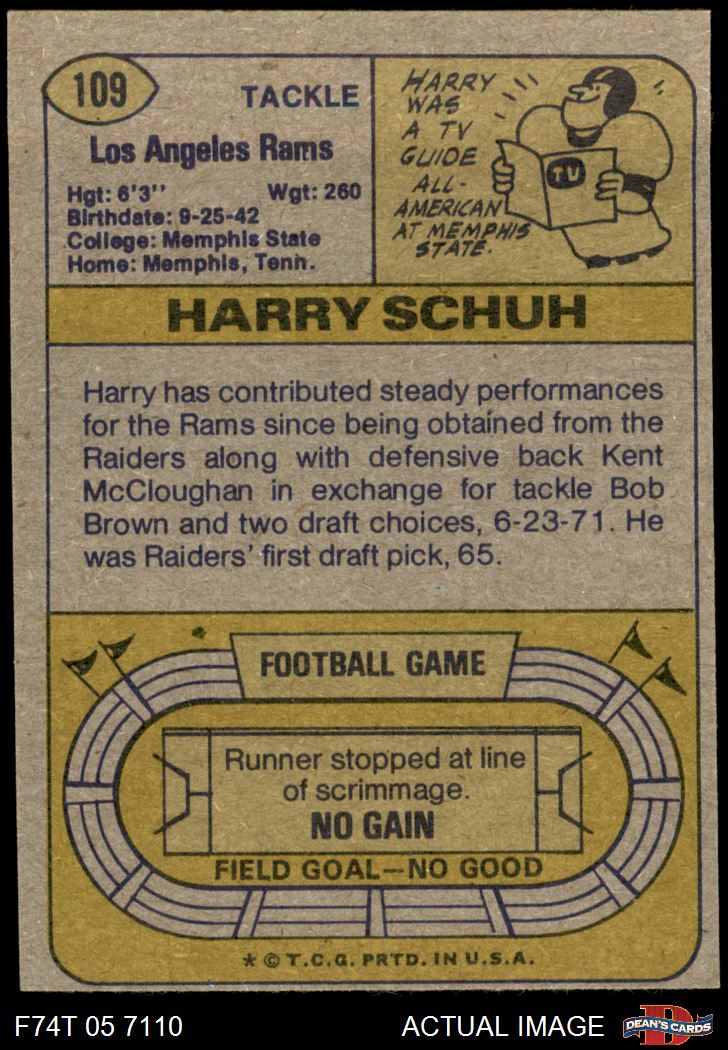 109
TACKLE
Los Angeles Rams
Hgt: 6'3'' Wgt: 260
Birthdate: 9-25-42
College: Memphis State
Home: Memphis, Tenn.
HARRY
WAS
A TV
GUIDE
ALL-
AMERICAN
AT MEMPHIS
STATE.
TV
HARRY SCHUH
Harry has contributed steady performances
for the Rams since being obtained from the
Raiders along with defensive back Kent
McCloughan in exchange for tackle Bob
Brown and two draft choices, 6-23-71. He
was Raiders' first draft pick, 65.
FOOTBALL GAME
Runner stopped at line
of scrimmage.
NO GAIN
FIELD GOAL—NO GOOD
* © T.C.G. PRTD. IN U.S.A.
F74T 05 7110
ACTUAL IMAGE
D
DEAN'S CARDS